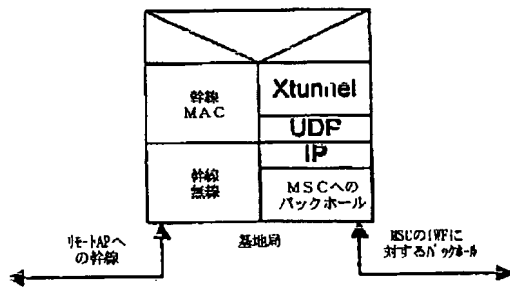 幹線
MAC
Xtunnel
UDP
IP
幹線
無線
MSCへの
バックホール
リモートAPへ
の幹線
基地局
MSCのIWFに
対するバックホール